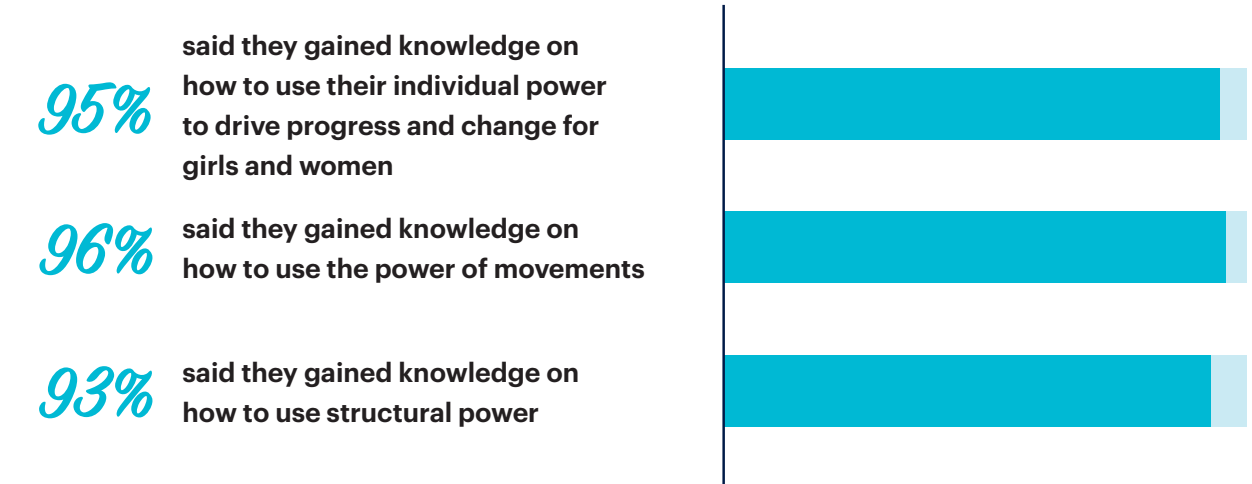 95%
said they gained knowledge on
how to use their individual power
to drive progress and change for
girls and women
96%
said they gained knowledge on
how to use the power of movements
93%
said they gained knowledge on
how to use structural power